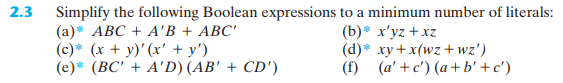 2.3 Simplify the following Boolean expressions to a minimum number of literals:
(a)* ABC + A'B + ABC' (b)* x'yz + xz
(c)* (x + y)'(x' + y') (d)* xy + x(wz + wz')
(e)* (BC' + A'D)(AB' + CD') (f) (a' + c') (a + b' + c')